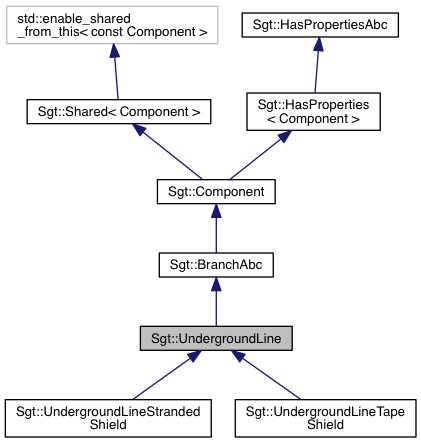 std::enable_shared
_from_this< const Component >
Sgt::HasPropertiesAbc
Sgt::Shared< Component >
Sgt::HasProperties
< Component >
Sgt::Component
Sgt::BranchAbc
Sgt::UndergroundLine
Sgt::UndergroundLineStranded
Shield
Sgt::UndergroundLineTape
Shield